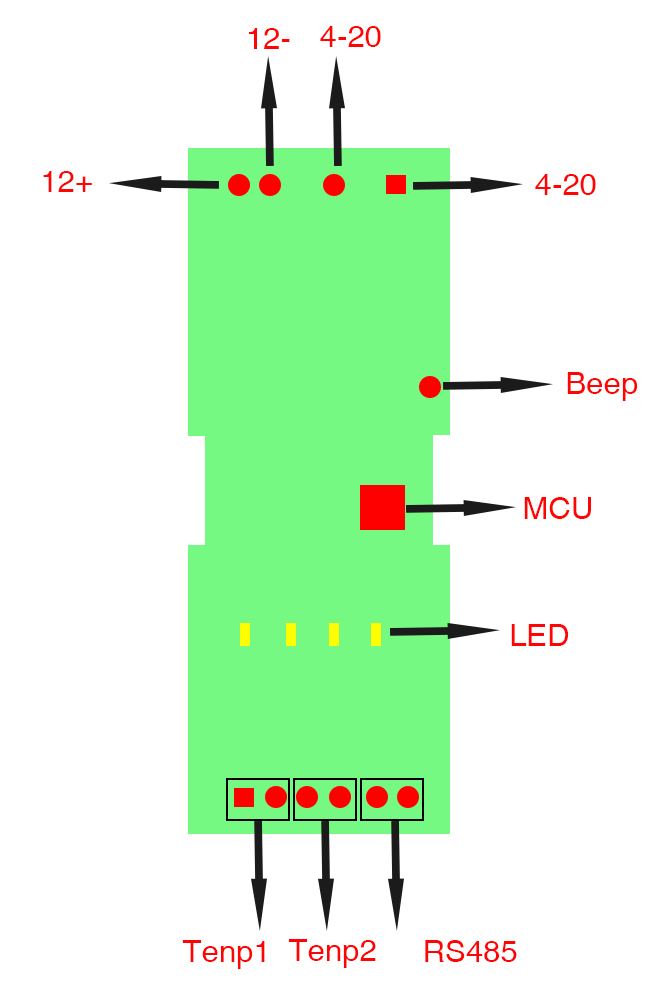 12-
4-20
12+
4-20
Beep
MCU
LED
Tenp1
Tenp2
RS485